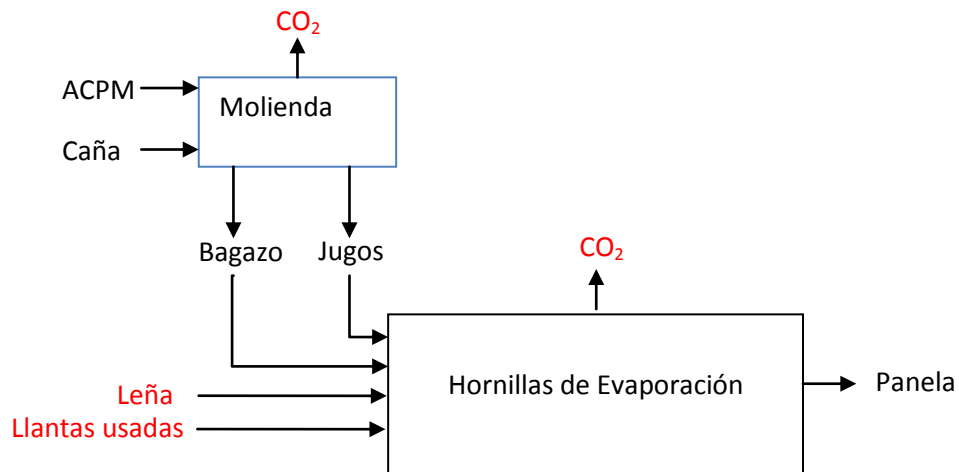 CO₂
ACPM
Molienda
Caña
Bagazo
Jugos
CO₂
Leña
Hornillas de Evaporación
Panela
Llantas usadas